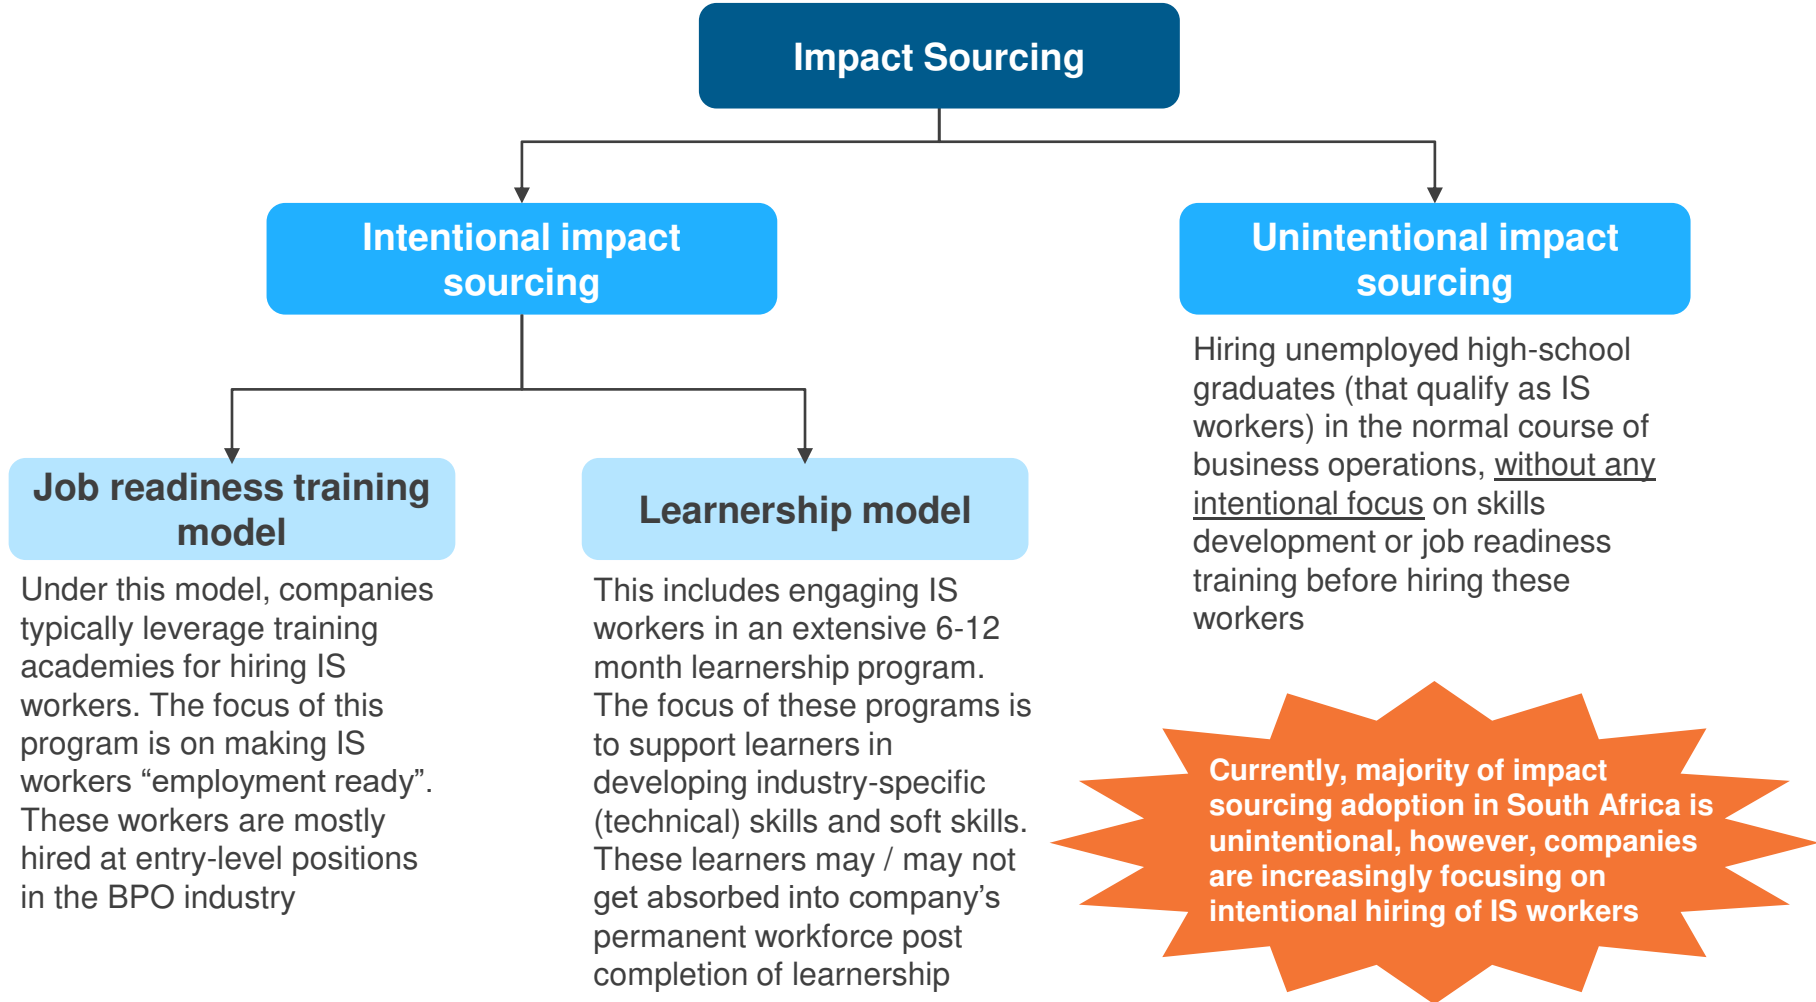 Impact Sourcing
Intentional impact
sourcing
Unintentional impact
sourcing
Hiring unemployed high-school
graduates (that qualify as IS
workers) in the normal course of
business operations, without any
intentional focus on skills
development or job readiness
training before hiring these
workers
Job readiness training
model
Under this model, companies
typically leverage training
academies for hiring IS
workers. The focus of this
program is on making IS
workers “employment ready”.
These workers are mostly
hired at entry-level positions
in the BPO industry
Learnership model
This includes engaging IS
workers in an extensive 6-12
month learnership program.
The focus of these programs is
to support learners in
developing industry-specific
(technical) skills and soft skills.
These learners may / may not
get absorbed into company’s
permanent workforce post
completion of learnership
Currently, majority of impact
sourcing adoption in South Africa is
unintentional, however, companies
are increasingly focusing on
intentional hiring of IS workers